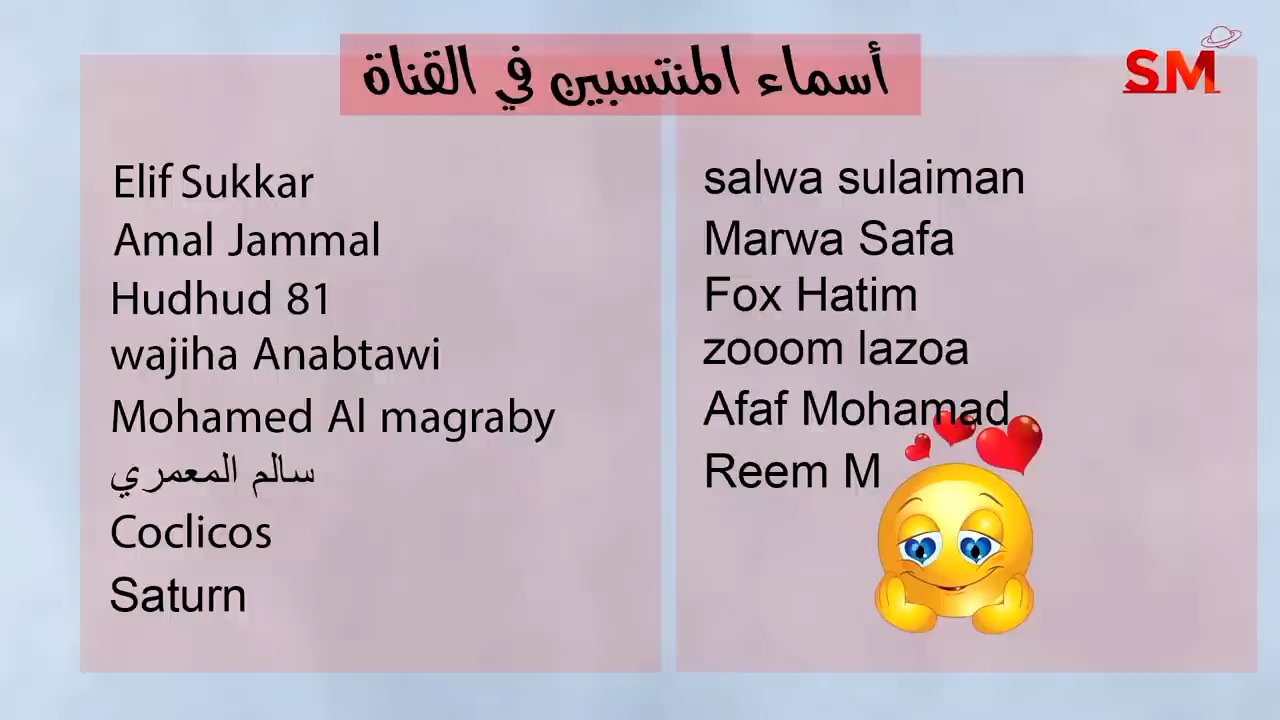 أسماء المنتسبين في القناة
SM
Elif Sukkar
Amal Jammal
Hudhud 81
wajiha Anabtawi
Mohamed Al magraby
سالم المعمري
Coclicos
Saturn
salwa sulaiman
Marwa Safa
Fox Hatim
zooom lazoa
Afaf Mohamad
Reem M